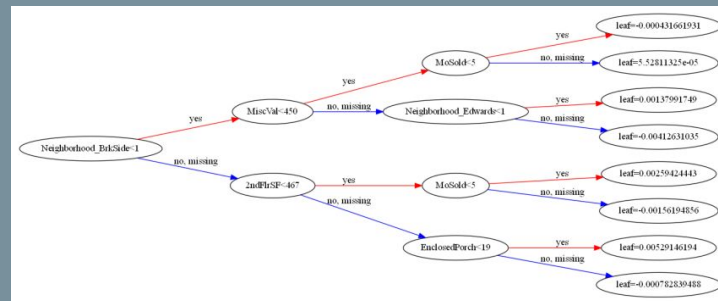 leaf=-0.000431661931
yes
MoSold<5
yes
no, missing
leaf=5.52811325e-05
MiscVal<450
yes
no, missing
Neighborhood_Edwards<1
yes
leaf=0.00137991749
no, missing
leaf=-0.00412631035
Neighborhood_BrkSide<1
no, missing
2ndFlrSF<467
yes
MoSold<5
yes
leaf=0.00259424443
no, missing
leaf=-0.00156194856
no, missing
EnclosedPorch<19
yes
leaf=0.00529146194
no, missing
leaf=-0.000782839488